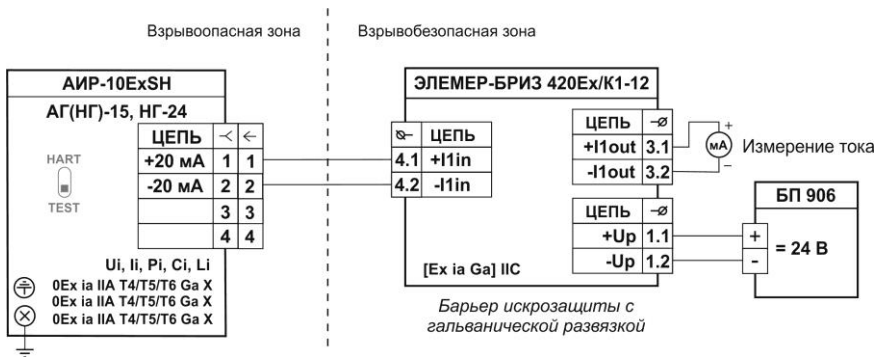 Взрывоопасная зона
Взрывобезопасная зона
АИР-10ExSH
АГ(НГ)-15, НГ-24
ЦЕПЬ
HART
TEST
+20 мА 1 1
-20 мА 2 2
3 3
4 4
Ui, Ii, Pi, Ci, Li
0Ex ia IIA T4/T5/T6 Ga X
0Ex ia IIA T4/T5/T6 Ga X
0Ex ia IIA T4/T5/T6 Ga X
ЭЛЕМЕР-БРИЗ 420Ex/К1-12
ЦЕПЬ
4.1 +I1in
4.2 -I1in
ЦЕПЬ
+I1out 3.1
-I1out 3.2
+
мА
−
Измерение тока
ЦЕПЬ
+Up 1.1
-Up 1.2
[Ex ia Ga] IIC
БП 906
+
-
= 24 В
Барьер искрозащиты с
гальванической развязкой